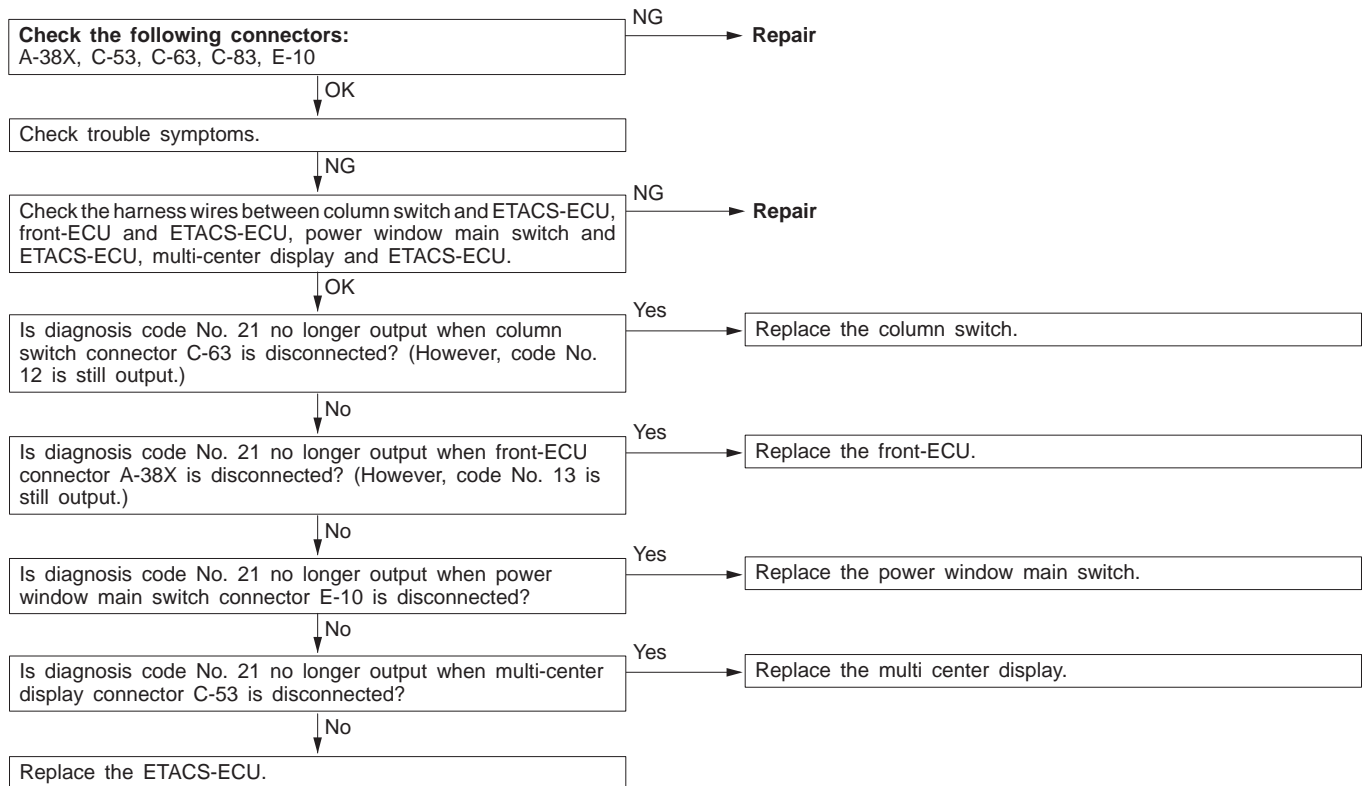 Check the following connectors:
A-38X, C-53, C-63, C-83, E-10
NG
Repair
OK
Check trouble symptoms.
NG
Check the harness wires between column switch and ETACS-ECU,
front-ECU and ETACS-ECU, power window main switch and
ETACS-ECU, multi-center display and ETACS-ECU.
NG
Repair
OK
Is diagnosis code No. 21 no longer output when column
switch connector C-63 is disconnected? (However, code No.
12 is still output.)
Yes
Replace the column switch.
No
Is diagnosis code No. 21 no longer output when front-ECU
connector A-38X is disconnected? (However, code No. 13 is
still output.)
Yes
Replace the front-ECU.
No
Is diagnosis code No. 21 no longer output when power
window main switch connector E-10 is disconnected?
Yes
Replace the power window main switch.
No
Is diagnosis code No. 21 no longer output when multi-center
display connector C-53 is disconnected?
Yes
Replace the multi center display.
No
Replace the ETACS-ECU.